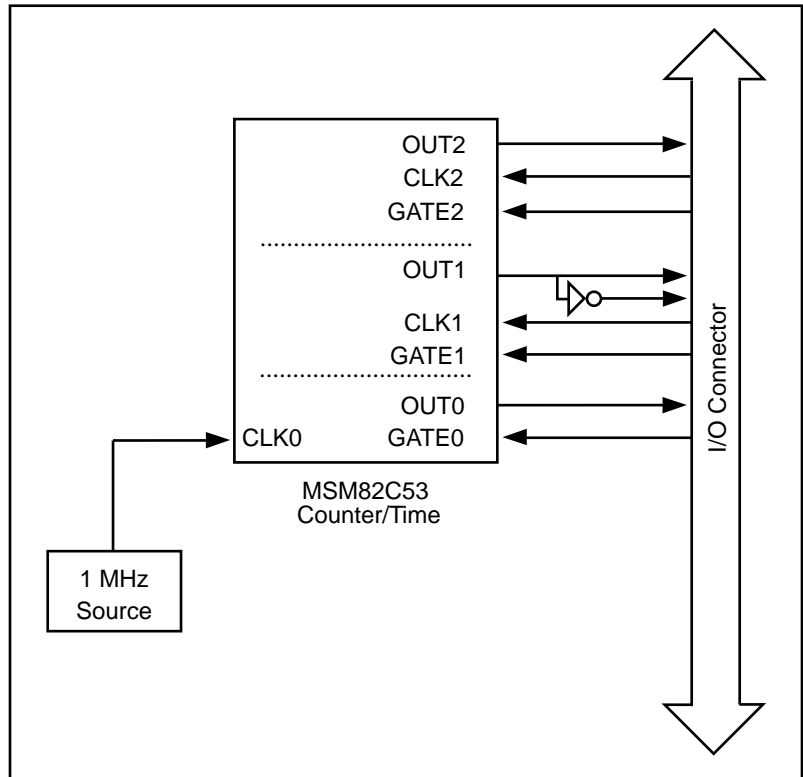 OUT2
CLK2
GATE2
OUT1
CLK1
GATE1
OUT0
CLK0 GATE0
I/O Connector
MSM82C53
Counter/Time
1 MHz
Source